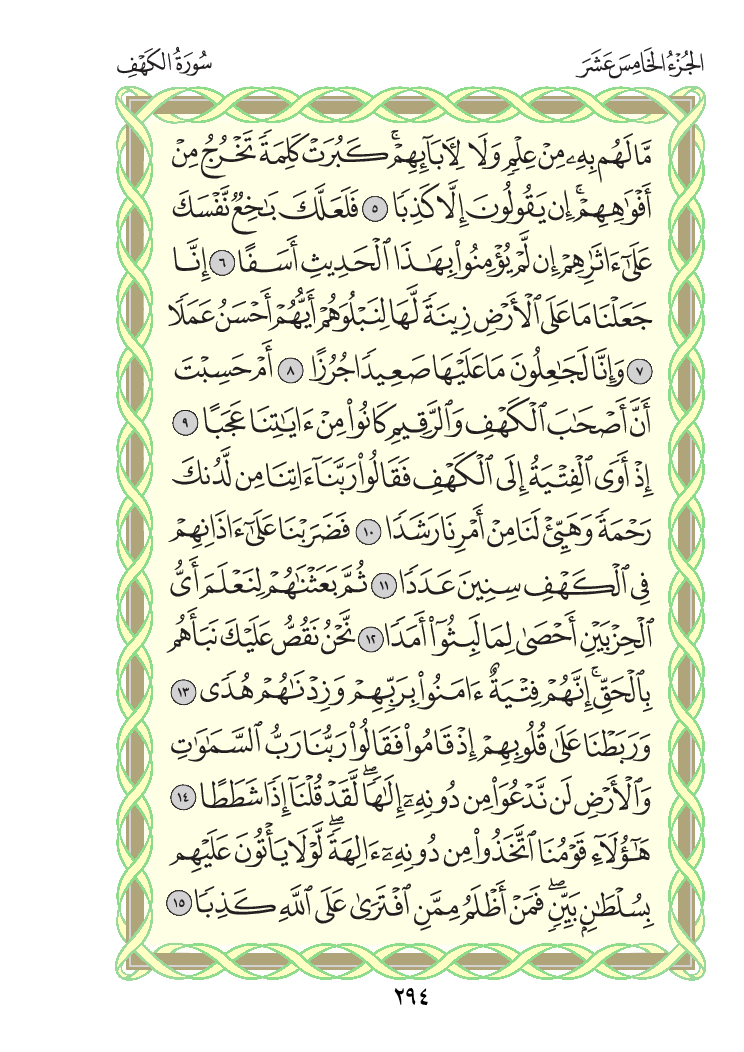 الجُزْءُ الخَامِسَ عَشَرَ
سُورَةُ الكَهْفِ
مَّا لَهُم بِهِۦ مِنْ عِلْمٍ وَلَا لِأٓبَآئِهِمْۚ كَبُرَتْ كَلِمَةً تَخْرُجُ مِنْ
أَفْوَٰهِهِمْۚ إِن يَقُولُونَ إِلَّا كَذِبًا ٥ فَلَعَلَّكَ بَٰخِعٌ نَّفْسَكَ
عَلَىٰٓ ءَاثَٰرِهِمْ إِن لَّمْ يُؤْمِنُوا۟ بِهَٰذَا ٱلْحَدِيثِ أَسَفًا ٦ إِنَّا
جَعَلْنَا مَا عَلَى ٱلْأَرْضِ زِينَةً لَّهَا لِنَبْلُوَهُمْ أَيُّهُمْ أَحْسَنُ عَمَلًا
٧ وَإِنَّا لَجَٰعِلُونَ مَا عَلَيْهَا صَعِيدًا جُرُزًا ٨ أَمْ حَسِبْتَ
أَنَّ أَصْحَٰبَ ٱلْكَهْفِ وَٱلرَّقِيمِ كَانُوا۟ مِنْ ءَايَٰتِنَا عَجَبًا ٩
إِذْ أَوَى ٱلْفِتْيَةُ إِلَى ٱلْكَهْفِ فَقَالُوا۟ رَبَّنَآ ءَاتِنَا مِن لَّدُنكَ
رَحْمَةً وَهَيِّئْ لَنَا مِنْ أَمْرِنَا رَشَدًا ١٠ فَضَرَبْنَا عَلَىٰٓ ءَاذَانِهِمْ
فِى ٱلْكَهْفِ سِنِينَ عَدَدًا ١١ ثُمَّ بَعَثْنَٰهُمْ لِنَعْلَمَ أَىُّ
ٱلْحِزْبَيْنِ أَحْصَىٰ لِمَا لَبِثُوٓا۟ أَمَدًا ١٢ نَّحْنُ نَقُصُّ عَلَيْكَ نَبَأَهُم
بِٱلْحَقِّۚ إِنَّهُمْ فِتْيَةٌ ءَامَنُوا۟ بِرَبِّهِمْ وَزِدْنَٰهُمْ هُدًى ١٣
وَرَبَطْنَا عَلَىٰ قُلُوبِهِمْ إِذْ قَامُوا۟ فَقَالُوا۟ رَبُّنَا رَبُّ ٱلسَّمَٰوَٰتِ
وَٱلْأَرْضِ لَن نَّدْعُوَا۟ مِن دُونِهِۦٓ إِلَٰهًاۖ لَّقَدْ قُلْنَآ إِذًا شَطَطًا ١٤
هَٰٓؤُلَآءِ قَوْمُنَا ٱتَّخَذُوا۟ مِن دُونِهِۦٓ ءَالِهَةًۖ لَّوْلَا يَأْتُونَ عَلَيْهِم
بِسُلْطَٰنٍۭ بَيِّنٍۖ فَمَنْ أَظْلَمُ مِمَّنِ ٱفْتَرَىٰ عَلَى ٱللَّهِ كَذِبًا ١٥
٢٩٤